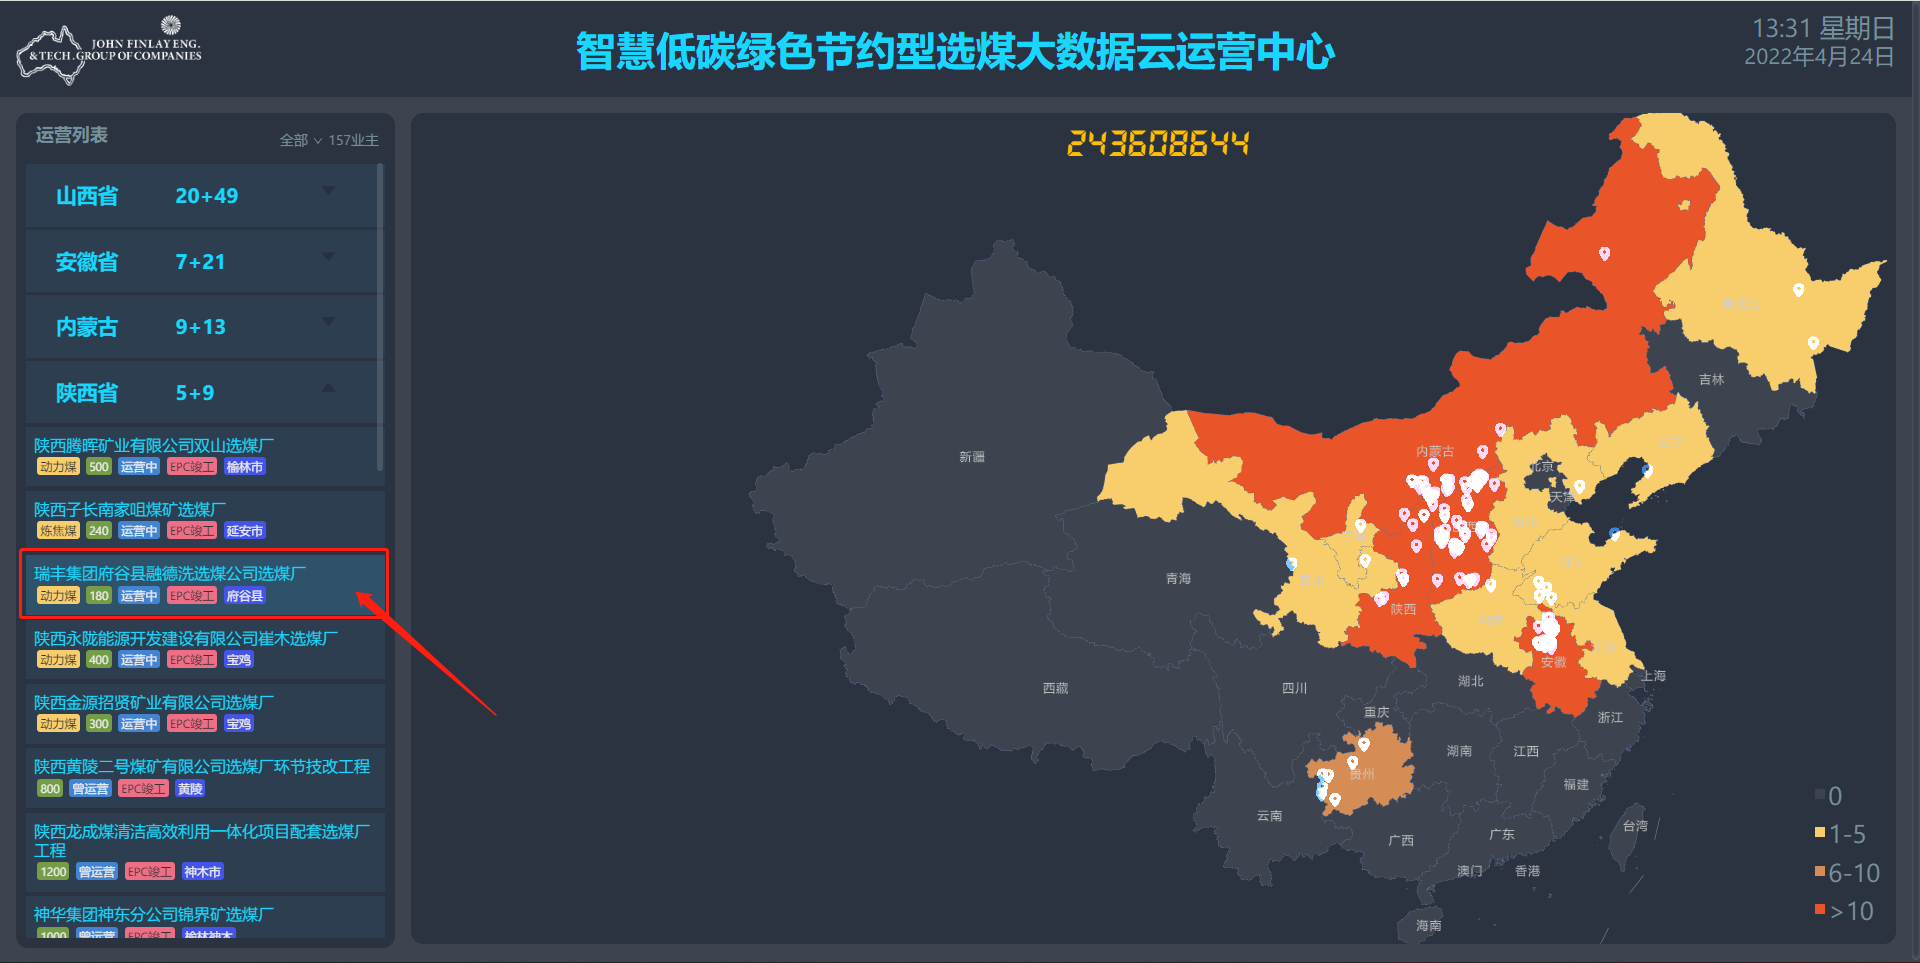 JOHN FINLAY ENG.
& TECH. GROUP OF COMPANIES
智慧低碳绿色节约型选煤大数据云运营中心
13:31 星期日
2022年4月24日
运营列表
全部 157业主
山西省 20+49
安徽省 7+21
内蒙古 9+13
陕西省 5+9
陕西腾晖矿业有限公司双山选煤厂
动力煤 500 运营中 EPC竣工 榆林市
陕西子长南家咀煤矿选煤厂
炼焦煤 240 运营中 EPC竣工 延安市
瑞丰集团府谷县融德洗选煤公司选煤厂
动力煤 180 运营中 EPC竣工 府谷县
陕西永陇能源开发建设有限公司崔木选煤厂
动力煤 400 运营中 EPC竣工 宝鸡
陕西金源招贤矿业有限公司选煤厂
动力煤 300 运营中 EPC竣工 宝鸡
陕西黄陵二号煤矿有限公司选煤厂环节技改工程
800 曾运营 EPC竣工 黄陵
陕西龙成煤清洁高效利用一体化项目配套选煤厂
工程
1200 曾运营 EPC竣工 神木市
神华集团神东分公司锦界矿选煤厂
1000 曾运营 EPC竣工 榆林神木
243608644
吉林
内蒙古
新疆
北京
天津
青海
陕西
安徽
上海
西藏
四川
湖北
重庆
浙江
湖南
江西
贵州
福建
云南
台湾
广西
广东
澳门
香港
海南
0
1-5
6-10
>10